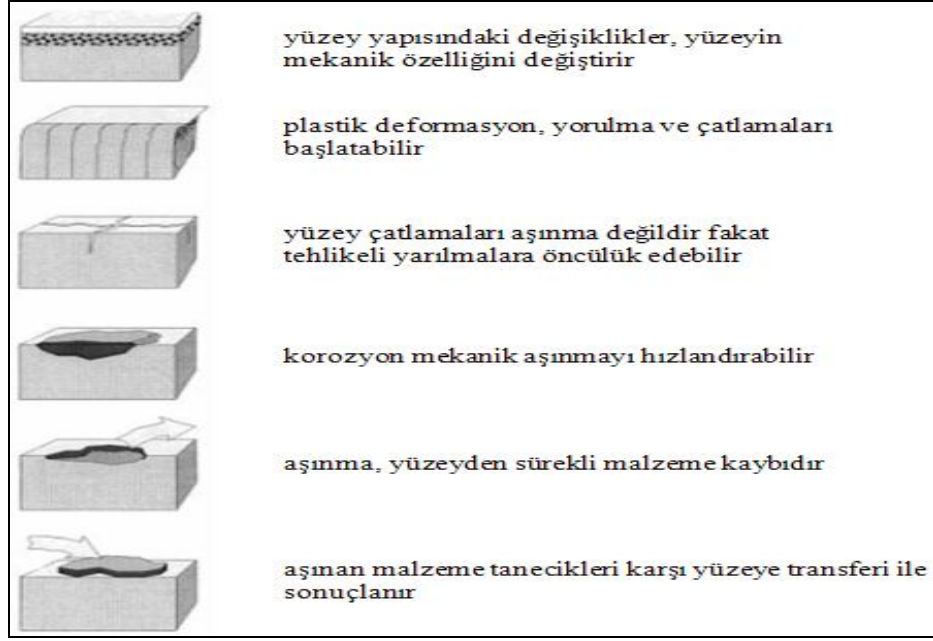 yüzey yapısındaki değişiklikler, yüzeyin
mekanik özelliğini değiştirir
plastik deformasyon, yorulma ve çatlamaları
başlatabilir
yüzey çatlamaları aşınma değildir fakat
tehlikeli yarılmalara öncülük edebilir
korozyon mekanik aşınmayı hızlandırabilir
aşınma, yüzeyden sürekli malzeme kaybıdır
aşınan malzeme tanecikleri karşı yüzeye transferi ile
sonuçlanır